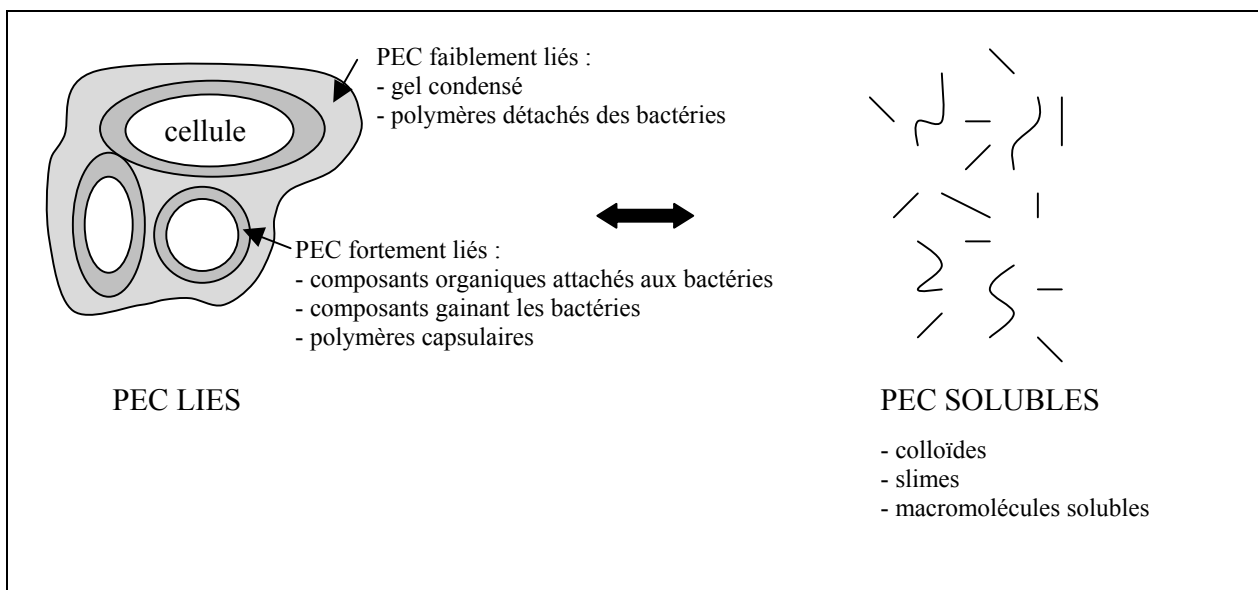 PEC faiblement liés :
- gel condensé
- polymères détachés des bactéries
cellule
PEC fortement liés :
- composants organiques attachés aux bactéries
- composants gainant les bactéries
- polymères capsulaires
PEC LIES
PEC SOLUBLES
- colloïdes
- slimes
- macromolécules solubles